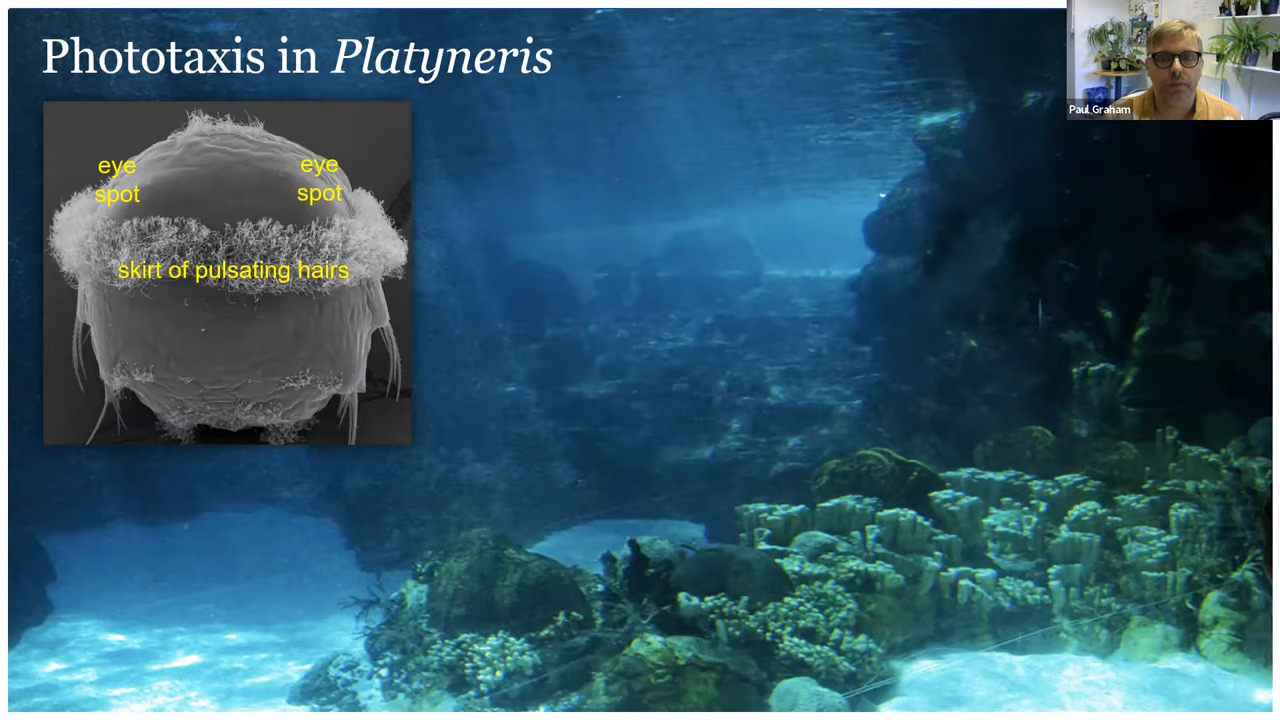 Phototaxis in Platyneris
Paul Graham
eye
spot
eye
spot
skirt of pulsating hairs